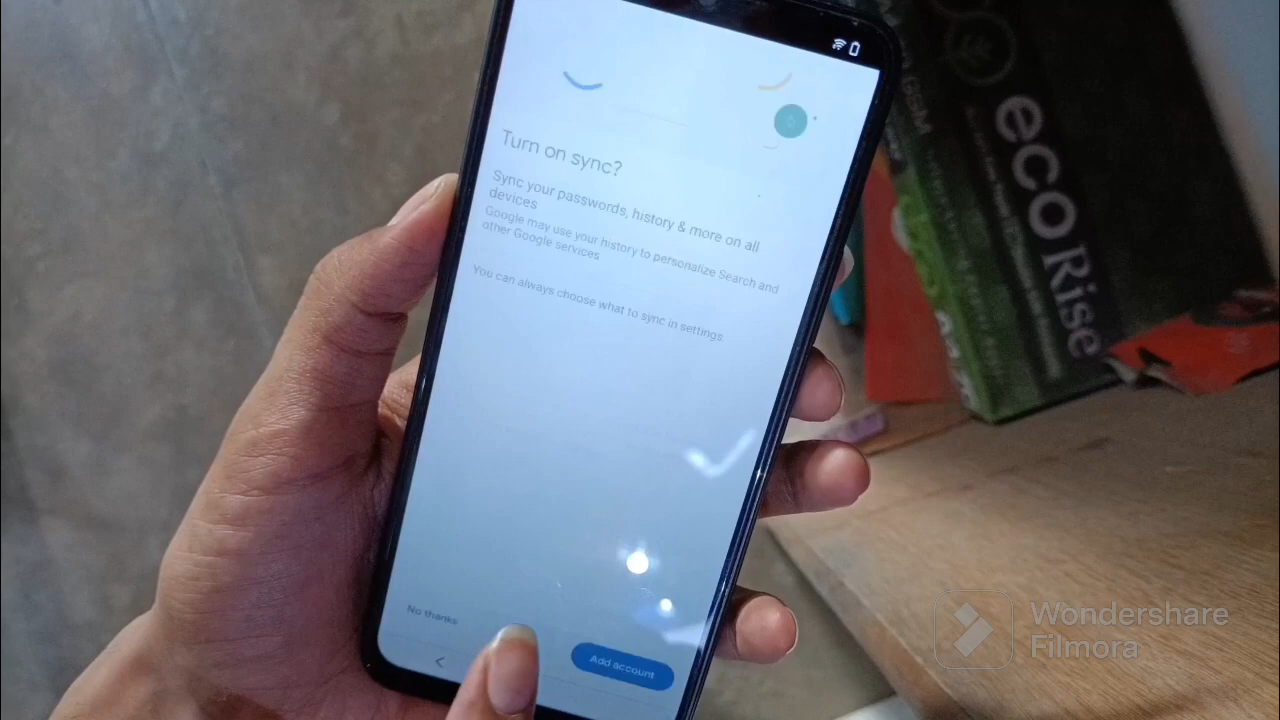 Turn on sync?
Sync your passwords, history & more on all
devices
Google may use your history to personalize Search and
other Google services
You can always choose what to sync in settings.
No thanks
Add account
eco
Rise
Wondershare
Filmora